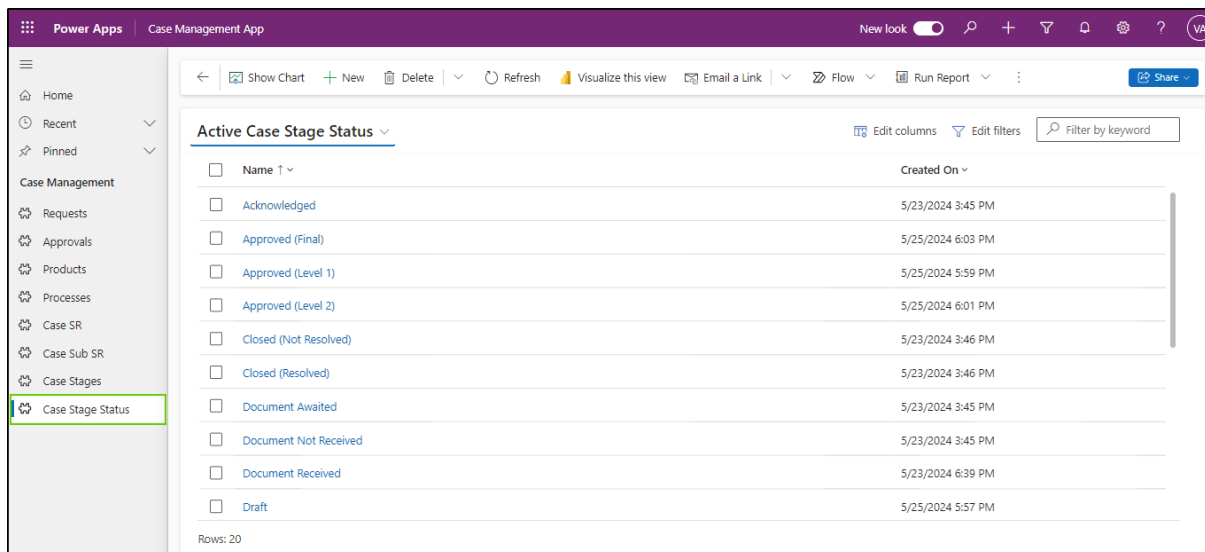 Power Apps Case Management App New look ? VA
Home
Recent
Pinned
Case Management
Requests
Approvals
Products
Processes
Case SR
Case Sub SR
Case Stages
Case Stage Status
Show Chart New Delete Refresh Visualize this view Email a Link Flow Run Report Share
Active Case Stage Status Edit columns Edit filters Filter by keyword
Name ↑ Created On
Acknowledged 5/23/2024 3:45 PM
Approved (Final) 5/25/2024 6:03 PM
Approved (Level 1) 5/25/2024 5:59 PM
Approved (Level 2) 5/25/2024 6:01 PM
Closed (Not Resolved) 5/23/2024 3:46 PM
Closed (Resolved) 5/23/2024 3:46 PM
Document Awaited 5/23/2024 3:45 PM
Document Not Received 5/23/2024 3:45 PM
Document Received 5/23/2024 6:39 PM
Draft 5/25/2024 5:57 PM
Rows: 20